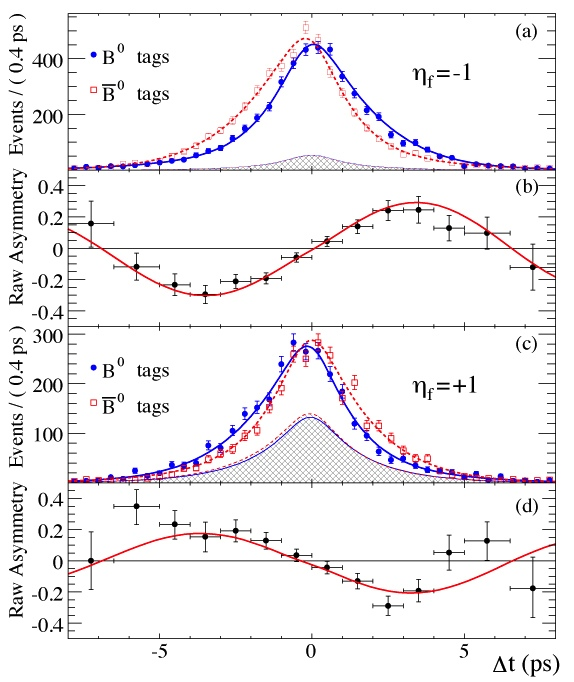 (a)
Events / ( 0.4 ps )
400
200
B⁰ tags
B̅⁰ tags
η_f=-1
(b)
Raw Asymmetry
0.4
0.2
0
-0.2
-0.4
(c)
Events / ( 0.4 ps )
300
200
100
B⁰ tags
B̅⁰ tags
η_f=+1
(d)
Raw Asymmetry
0.4
0.2
0
-0.2
-0.4
-5 0 5
Δt (ps)